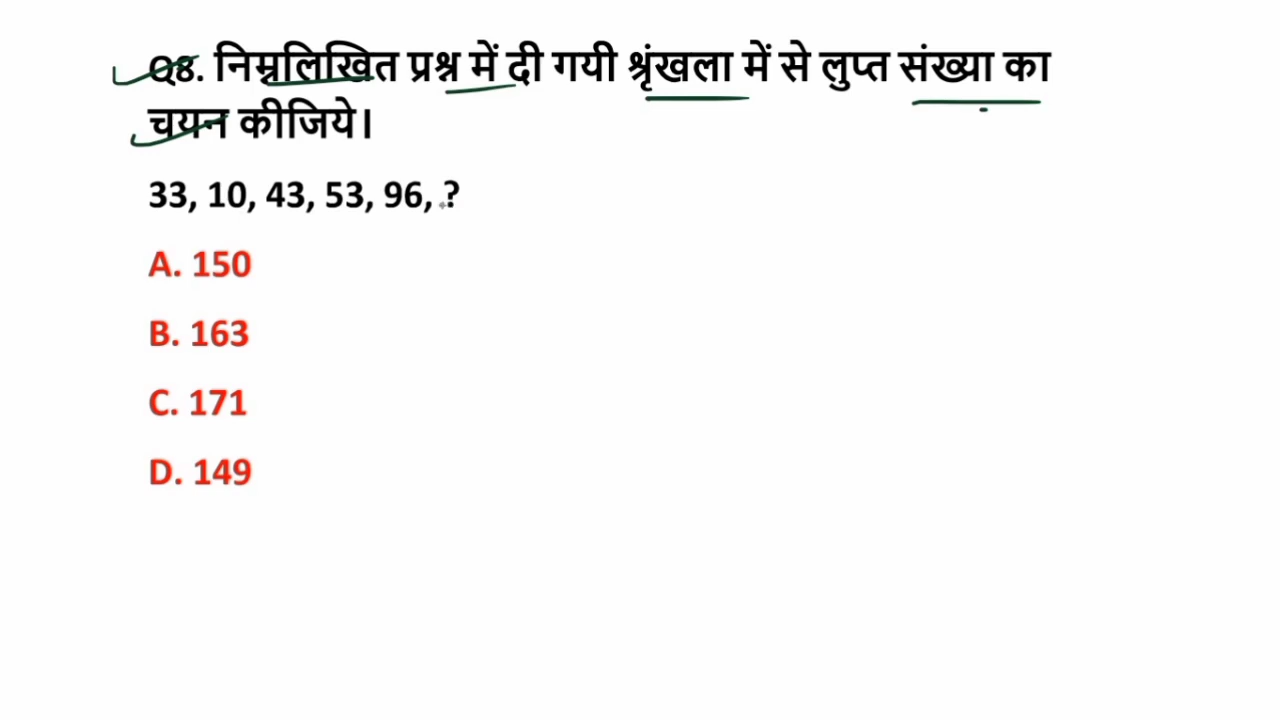 Q8. निम्नलिखित प्रश्न में दी गयी श्रृंखला में से लुप्त संख्या का
चयन कीजिये।
33, 10, 43, 53, 96, ?
A. 150
B. 163
C. 171
D. 149